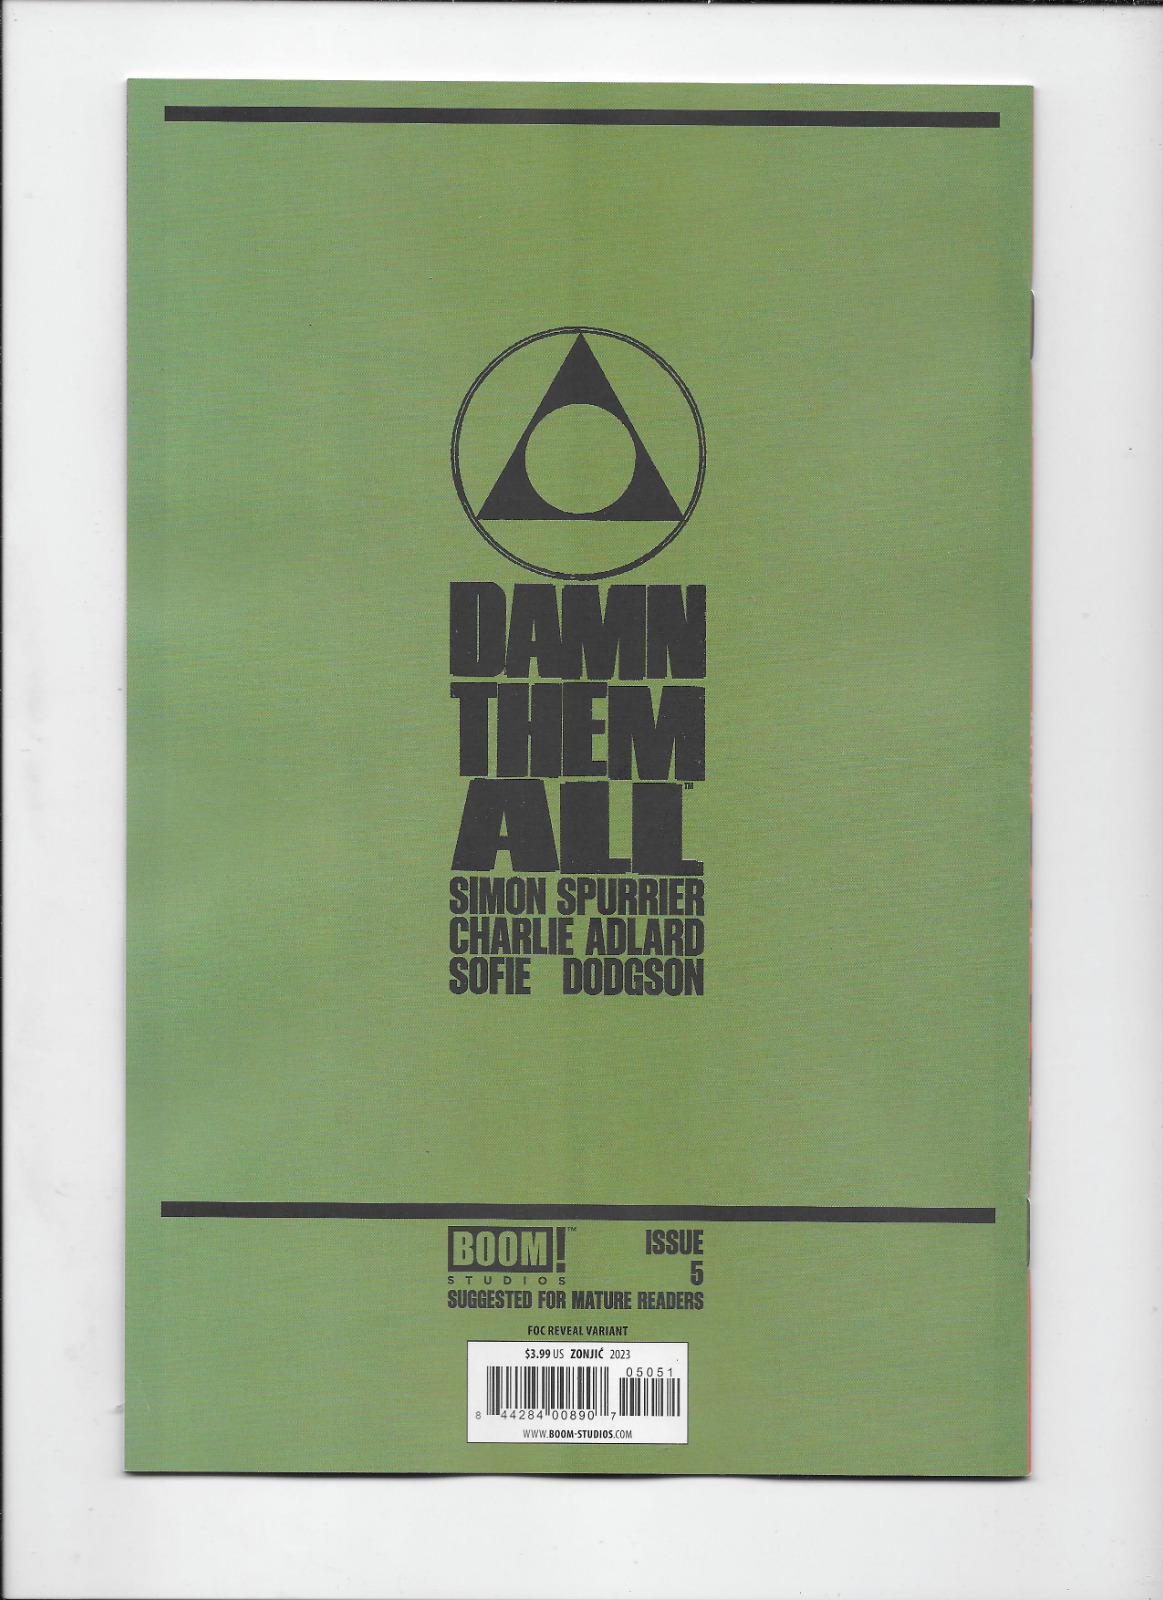 DAMN
THEM
ALL™
SIMON SPURRIER
CHARLIE ADLARD
SOFIE DODGSON
BOOM!™
STUDIOS
ISSUE
5
SUGGESTED FOR MATURE READERS
FOC REVEAL VARIANT
$3.99 US ZONJIĆ 2023
05051
8 44284 00890 7
WWW.BOOM-STUDIOS.COM